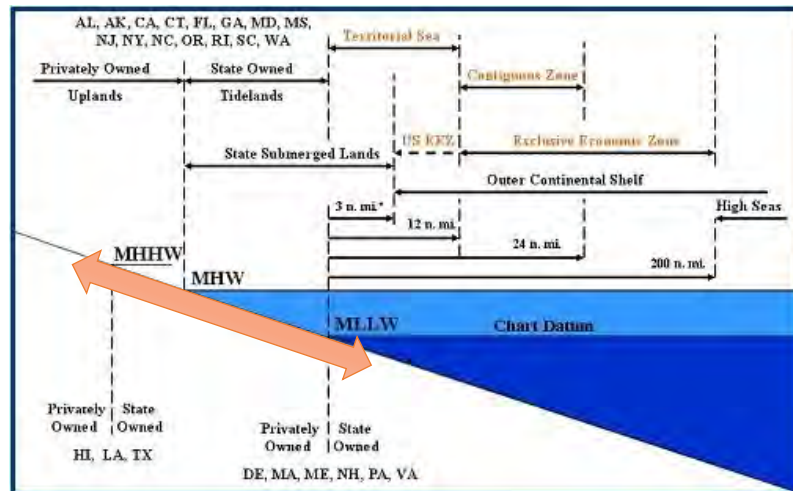 AL, AK, CA, CT, FL, GA, MD, MS,
NJ, NY, NC, OR, RI, SC, WA
Territorial Sea
Privately Owned
State Owned
Contiguous Zone
Uplands
Tidelands
US EEZ
Exclusive Economic Zone
State Submerged Lands
Outer Continental Shelf
3 n. mi.*
High Seas
12 n. mi.
24 n. mi.
MHHW
200 n. mi.
MHW
MLLW
Chart Datum
Privately
Owned
State
Owned
HI, LA, TX
Privately
Owned
State
Owned
DE, MA, ME, NH, PA, VA